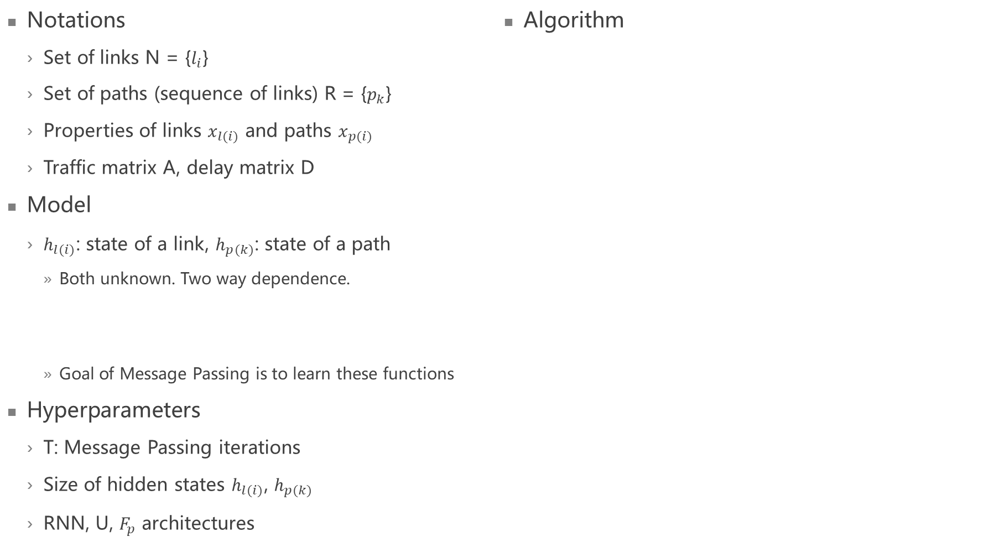 Notations
Set of links N = {l_i}
Set of paths (sequence of links) R = {p_k}
Properties of links x_{l(i)} and paths x_{p(i)}
Traffic matrix A, delay matrix D
Model
h_{l(i)}: state of a link, h_{p(k)}: state of a path
Both unknown. Two way dependence.
Goal of Message Passing is to learn these functions
Hyperparameters
T: Message Passing iterations
Size of hidden states h_{l(i)}, h_{p(k)}
RNN, U, F_p architectures
Algorithm